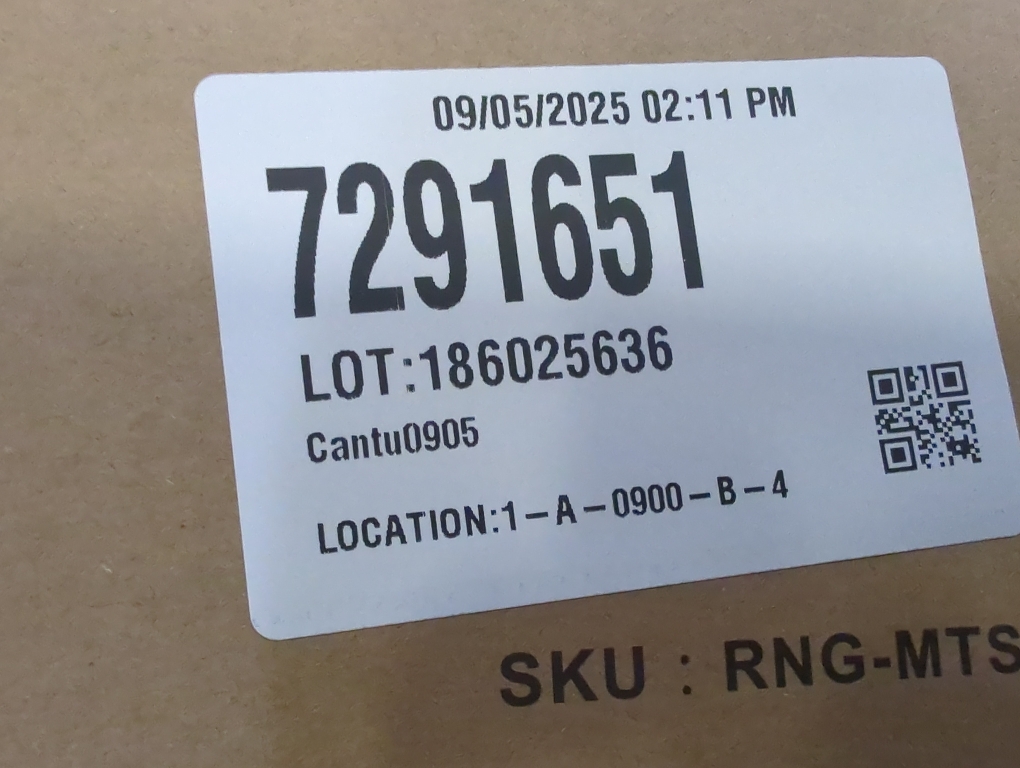 09/05/2025 02:11 PM
7291651
LOT:186025636
Cantu0905
LOCATION:1-A-0900-B-4
SKU : RNG-MTS